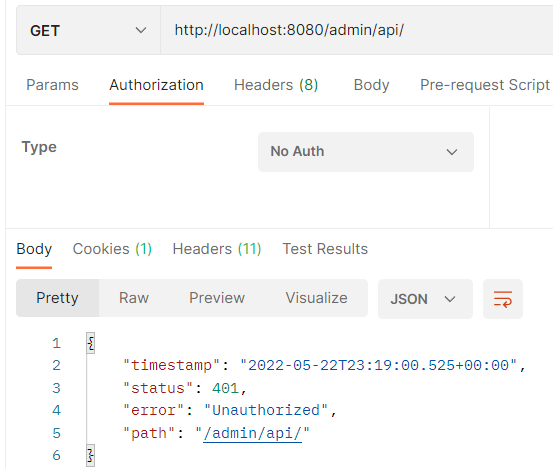 GET http://localhost:8080/admin/api/
Params Authorization Headers (8) Body Pre-request Script
Type No Auth
Body Cookies (1) Headers (11) Test Results
Pretty Raw Preview Visualize JSON
1 {
2 "timestamp": "2022-05-22T23:19:00.525+00:00",
3 "status": 401,
4 "error": "Unauthorized",
5 "path": "/admin/api/"
6 }